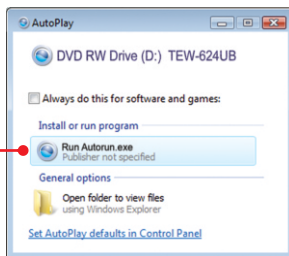 AutoPlay
DVD RW Drive (D:) TEW-624UB
Always do this for software and games:
Install or run program
Run Autorun.exe
Publisher not specified
General options
Open folder to view files
using Windows Explorer
Set AutoPlay defaults in Control Panel